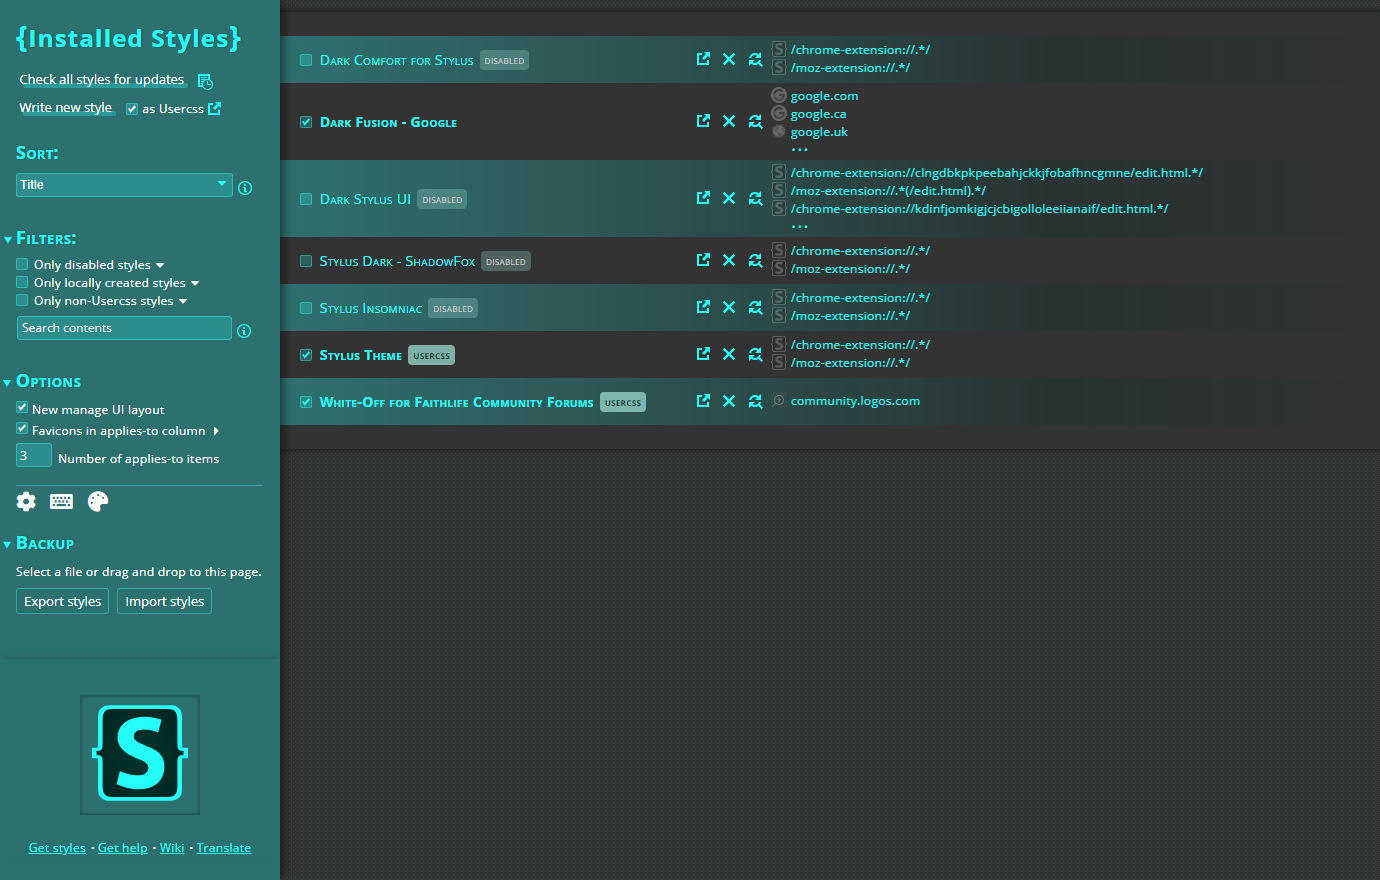 {Installed Styles}
Check all styles for updates
Write new style as Usercss
Sort:
Title
Filters:
Only disabled styles
Only locally created styles
Only non-Usercss styles
Search contents
Options
New manage UI layout
Favicons in applies-to column
3 Number of applies-to items
Backup
Select a file or drag and drop to this page.
Export styles Import styles
{S}
Get styles • Get help • Wiki • Translate
Dark Comfort for Stylus DISABLED
/chrome-extension://.*/
/moz-extension://.*/
Dark Fusion - Google
google.com
google.ca
google.uk
...
Dark Stylus UI DISABLED
/chrome-extension://clngdbkpkpeebahjckkjfobafhncgmne/edit.html.*/
/moz-extension://.*(/edit.html).*/
/chrome-extension://kdinfjomkigjcjcbigolloleeiianaif/edit.html.*/
...
Stylus Dark - ShadowFox DISABLED
/chrome-extension://.*/
/moz-extension://.*/
Stylus Insomniac DISABLED
/chrome-extension://.*/
/moz-extension://.*/
Stylus Theme USERCSS
/chrome-extension://.*/
/moz-extension://.*/
White-Off for Faithlife Community Forums USERCSS
community.logos.com